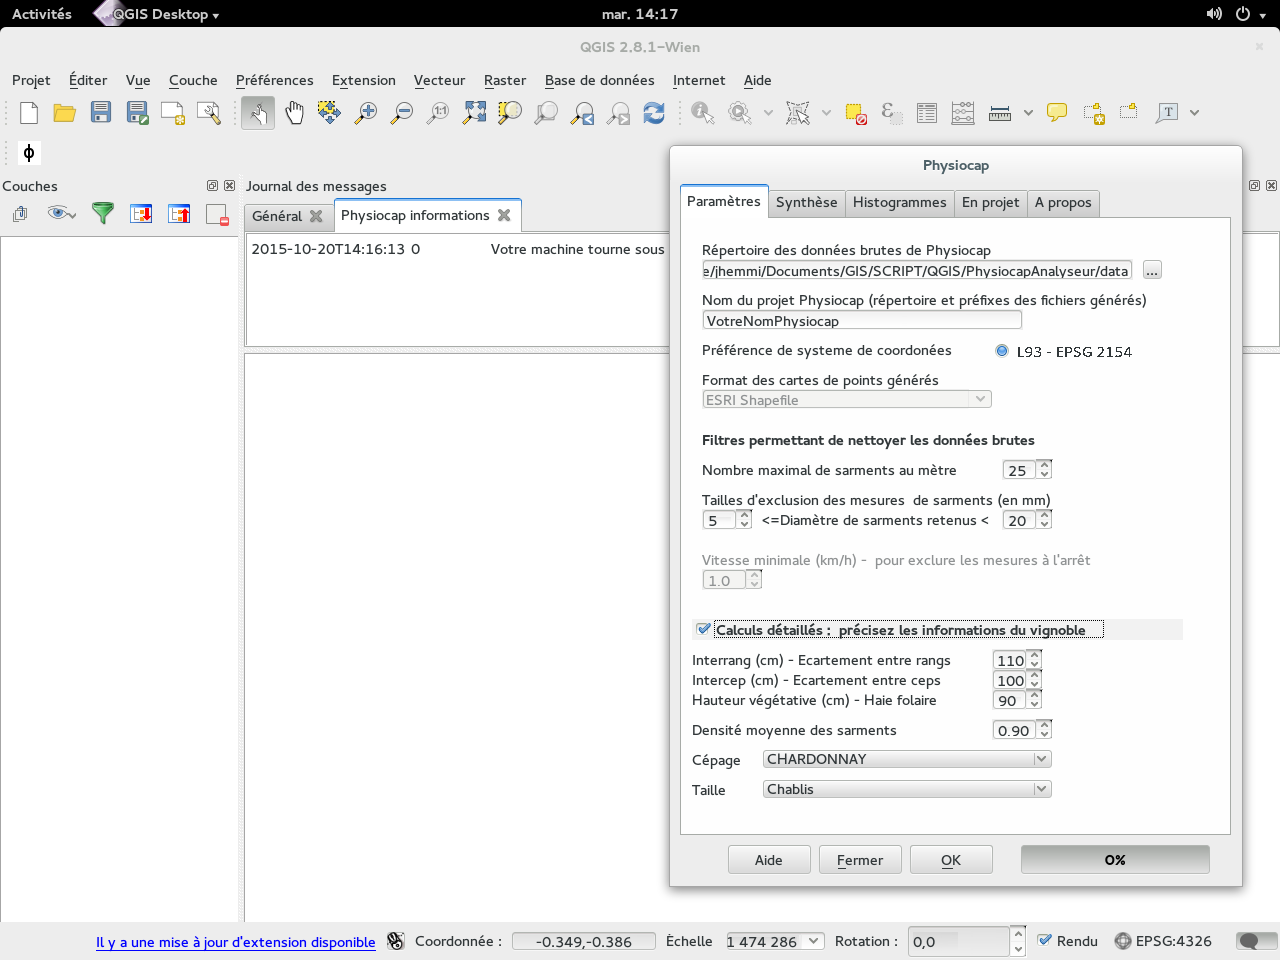 Activités QGIS Desktop mar. 14:17
QGIS 2.8.1-Wien
Projet Éditer Vue Couche Préférences Extension Vecteur Raster Base de données Internet Aide
Couches
Journal des messages
Général Physiocap informations
2015-10-20T14:16:13 0 Votre machine tourne sous
Physiocap
Paramètres Synthèse Histogrammes En projet A propos
Répertoire des données brutes de Physiocap
e/jhemmi/Documents/GIS/SCRIPT/QGIS/PhysiocapAnalyseur/data ...
Nom du projet Physiocap (répertoire et préfixes des fichiers générés)
VotreNomPhysiocap
Préférence de systeme de coordonées L93 - EPSG 2154
Format des cartes de points générés
ESRI Shapefile
Filtres permettant de nettoyer les données brutes
Nombre maximal de sarments au mètre 25
Tailles d'exclusion des mesures de sarments (en mm)
5 <=Diamètre de sarments retenus < 20
Vitesse minimale (km/h) - pour exclure les mesures à l'arrêt
1.0
Calculs détaillés : précisez les informations du vignoble
Interrang (cm) - Ecartement entre rangs 110
Intercep (cm) - Ecartement entre ceps 100
Hauteur végétative (cm) - Haie folaire 90
Densité moyenne des sarments 0.90
Cépage CHARDONNAY
Taille Chablis
Aide Fermer OK 0%
Il y a une mise à jour d'extension disponible Coordonnée : -0.349,-0.386 Échelle 1 474 286 Rotation : 0,0 Rendu EPSG:4326